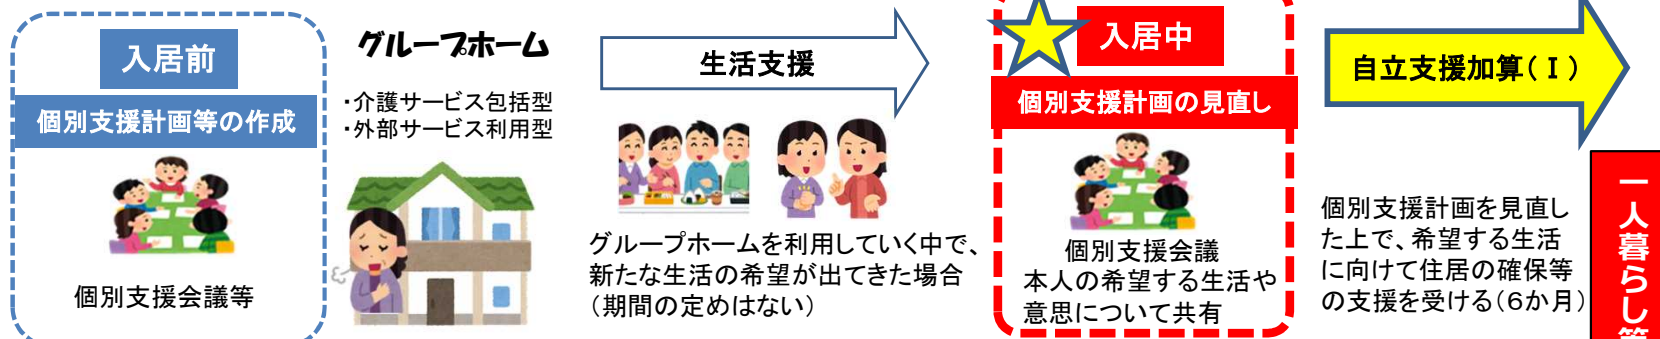 入居前
個別支援計画等の作成
個別支援会議等
グループホーム
・介護サービス包括型
・外部サービス利用型
生活支援
グループホームを利用していく中で、
新たな生活の希望が出てきた場合
(期間の定めはない)
入居中
個別支援計画の見直し
個別支援会議
本人の希望する生活や
意思について共有
自立支援加算(Ⅰ)
個別支援計画を見直し
た上で、希望する生活
に向けて住居の確保等
の支援を受ける(6か月)
一人暮らし等